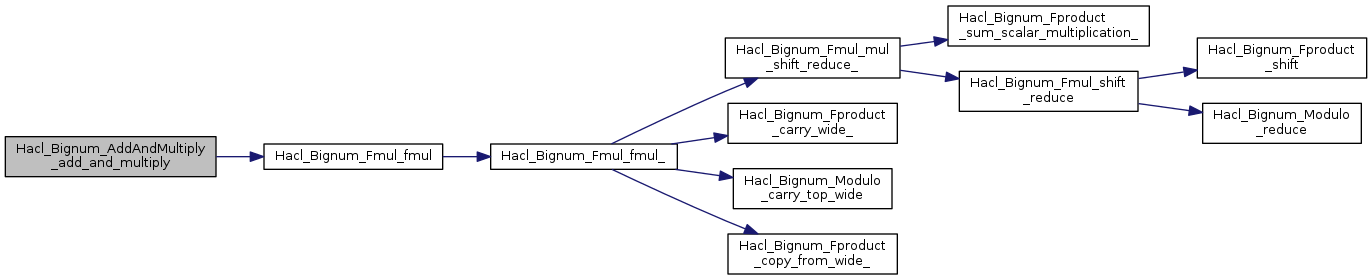 Hacl_Bignum_AddAndMultiply
_add_and_multiply
Hacl_Bignum_Fmul_fmul
Hacl_Bignum_Fmul_fmul_
Hacl_Bignum_Fmul_mul
_shift_reduce_
Hacl_Bignum_Fproduct
_sum_scalar_multiplication_
Hacl_Bignum_Fmul_shift
_reduce
Hacl_Bignum_Fproduct
_shift
Hacl_Bignum_Modulo
_reduce
Hacl_Bignum_Fproduct
_carry_wide_
Hacl_Bignum_Modulo
_carry_top_wide
Hacl_Bignum_Fproduct
_copy_from_wide_